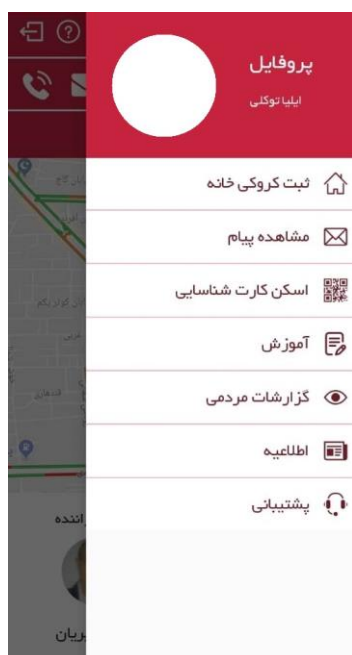 پروفایل
ایلیا توکلی
ثبت کروکی خانه
مشاهده پیام
اسکن کارت شناسایی
آموزش
گزارشات مردمی
اطلاعیه
پشتیبانی